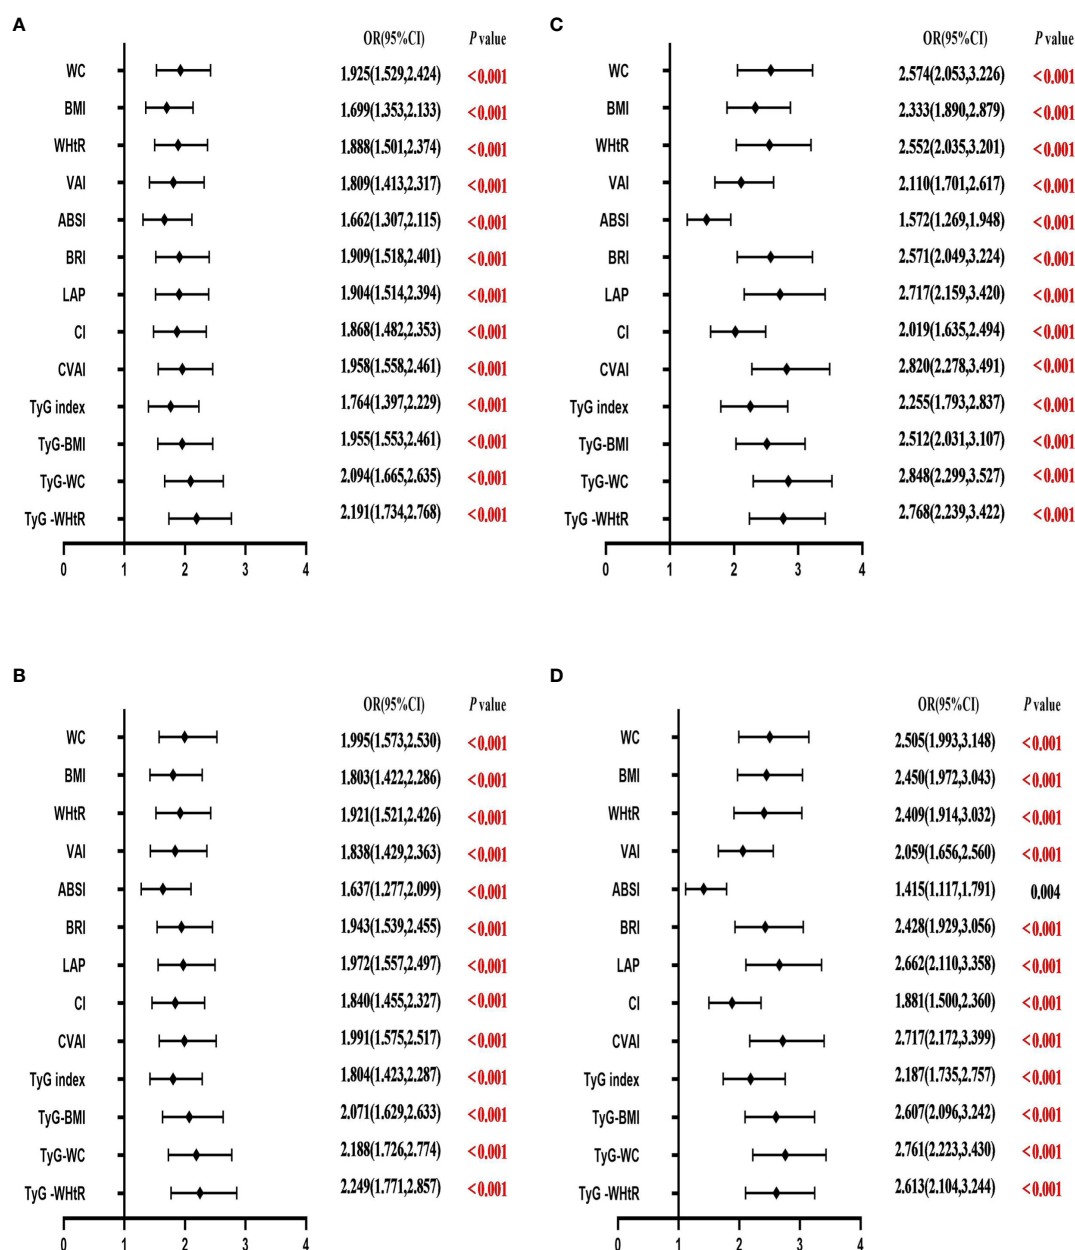 A
OR(95%CI) P value
WC 1.925(1.529,2.424) <0.001
BMI 1.699(1.353,2.133) <0.001
WHtR 1.888(1.501,2.374) <0.001
VAI 1.809(1.413,2.317) <0.001
ABSI 1.662(1.307,2.115) <0.001
BRI 1.909(1.518,2.401) <0.001
LAP 1.904(1.514,2.394) <0.001
CI 1.868(1.482,2.353) <0.001
CVAI 1.958(1.558,2.461) <0.001
TyG index 1.764(1.397,2.229) <0.001
TyG-BMI 1.955(1.553,2.461) <0.001
TyG-WC 2.094(1.665,2.635) <0.001
TyG -WHtR 2.191(1.734,2.768) <0.001
0 1 2 3 4
C
OR(95%CI) P value
WC 2.574(2.053,3.226) <0.001
BMI 2.333(1.890,2.879) <0.001
WHtR 2.552(2.035,3.201) <0.001
VAI 2.110(1.701,2.617) <0.001
ABSI 1.572(1.269,1.948) <0.001
BRI 2.571(2.049,3.224) <0.001
LAP 2.717(2.159,3.420) <0.001
CI 2.019(1.635,2.494) <0.001
CVAI 2.820(2.278,3.491) <0.001
TyG index 2.255(1.793,2.837) <0.001
TyG-BMI 2.512(2.031,3.107) <0.001
TyG-WC 2.848(2.299,3.527) <0.001
TyG -WHtR 2.768(2.239,3.422) <0.001
0 1 2 3 4
B
OR(95%CI) P value
WC 1.995(1.573,2.530) <0.001
BMI 1.803(1.422,2.286) <0.001
WHtR 1.921(1.521,2.426) <0.001
VAI 1.838(1.429,2.363) <0.001
ABSI 1.637(1.277,2.099) <0.001
BRI 1.943(1.539,2.455) <0.001
LAP 1.972(1.557,2.497) <0.001
CI 1.840(1.455,2.327) <0.001
CVAI 1.991(1.575,2.517) <0.001
TyG index 1.804(1.423,2.287) <0.001
TyG-BMI 2.071(1.629,2.633) <0.001
TyG-WC 2.188(1.726,2.774) <0.001
TyG -WHtR 2.249(1.771,2.857) <0.001
0 1 2 3 4
D
OR(95%CI) P value
WC 2.505(1.993,3.148) <0.001
BMI 2.450(1.972,3.043) <0.001
WHtR 2.409(1.914,3.032) <0.001
VAI 2.059(1.656,2.560) <0.001
ABSI 1.415(1.117,1.791) 0.004
BRI 2.428(1.929,3.056) <0.001
LAP 2.662(2.110,3.358) <0.001
CI 1.881(1.500,2.360) <0.001
CVAI 2.717(2.172,3.399) <0.001
TyG index 2.187(1.735,2.757) <0.001
TyG-BMI 2.607(2.096,3.242) <0.001
TyG-WC 2.761(2.223,3.430) <0.001
TyG -WHtR 2.613(2.104,3.244) <0.001
0 1 2 3 4